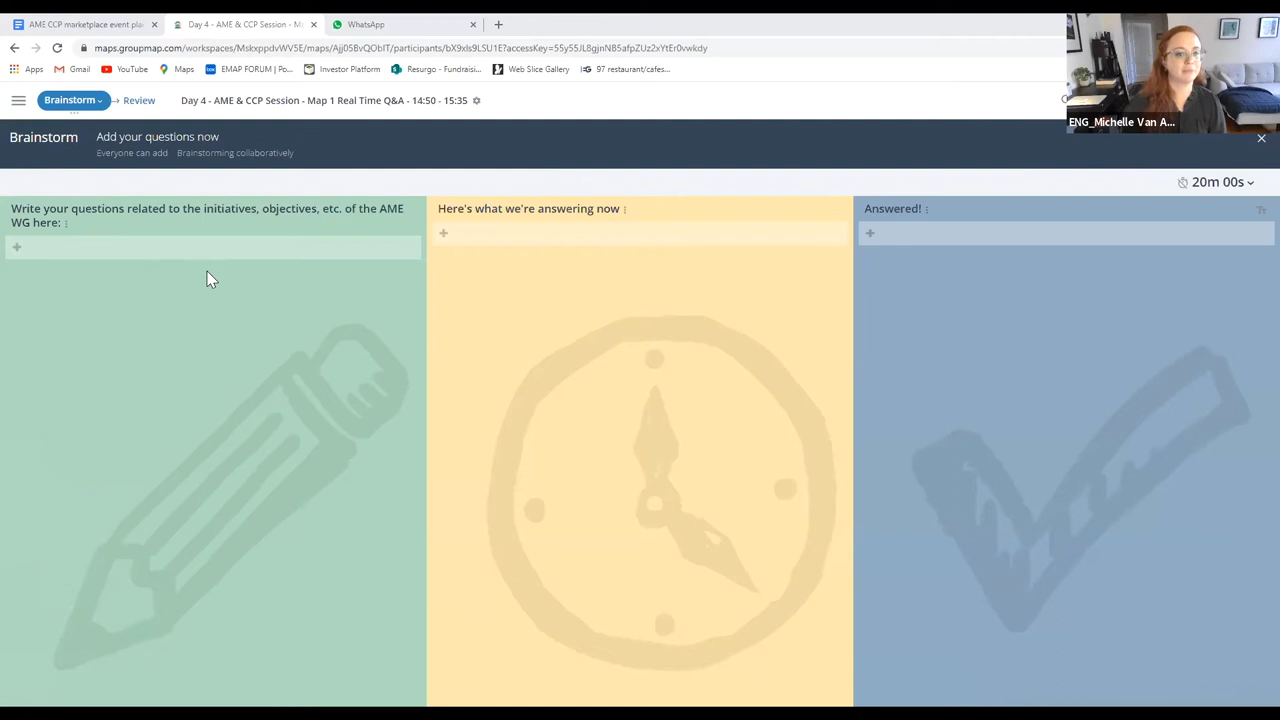 AME CCP marketplace event pla
Day 4 - AME & CCP Session - Ma
WhatsApp
maps.groupmap.com/workspaces/MskxppdvWV5E/maps/Ajj05BvQObIT/participants/bX9xls9LSU1E?accessKey=55y55JL8gjnNB5afpZUz2xYtEr0vwkdy
Apps
Gmail
YouTube
Maps
EMAP FORUM | Po...
Investor Platform
Resurgo - Fundraisi...
Web Slice Gallery
97 restaurant/cafes...
Brainstorm
Review
Day 4 - AME & CCP Session - Map 1 Real Time Q&A - 14:50 - 15:35
ENG_Michelle Van A...
Brainstorm
Add your questions now
Everyone can add
Brainstorming collaboratively
20m 00s
Write your questions related to the initiatives, objectives, etc. of the AME
WG here:
Here's what we're answering now
Answered!